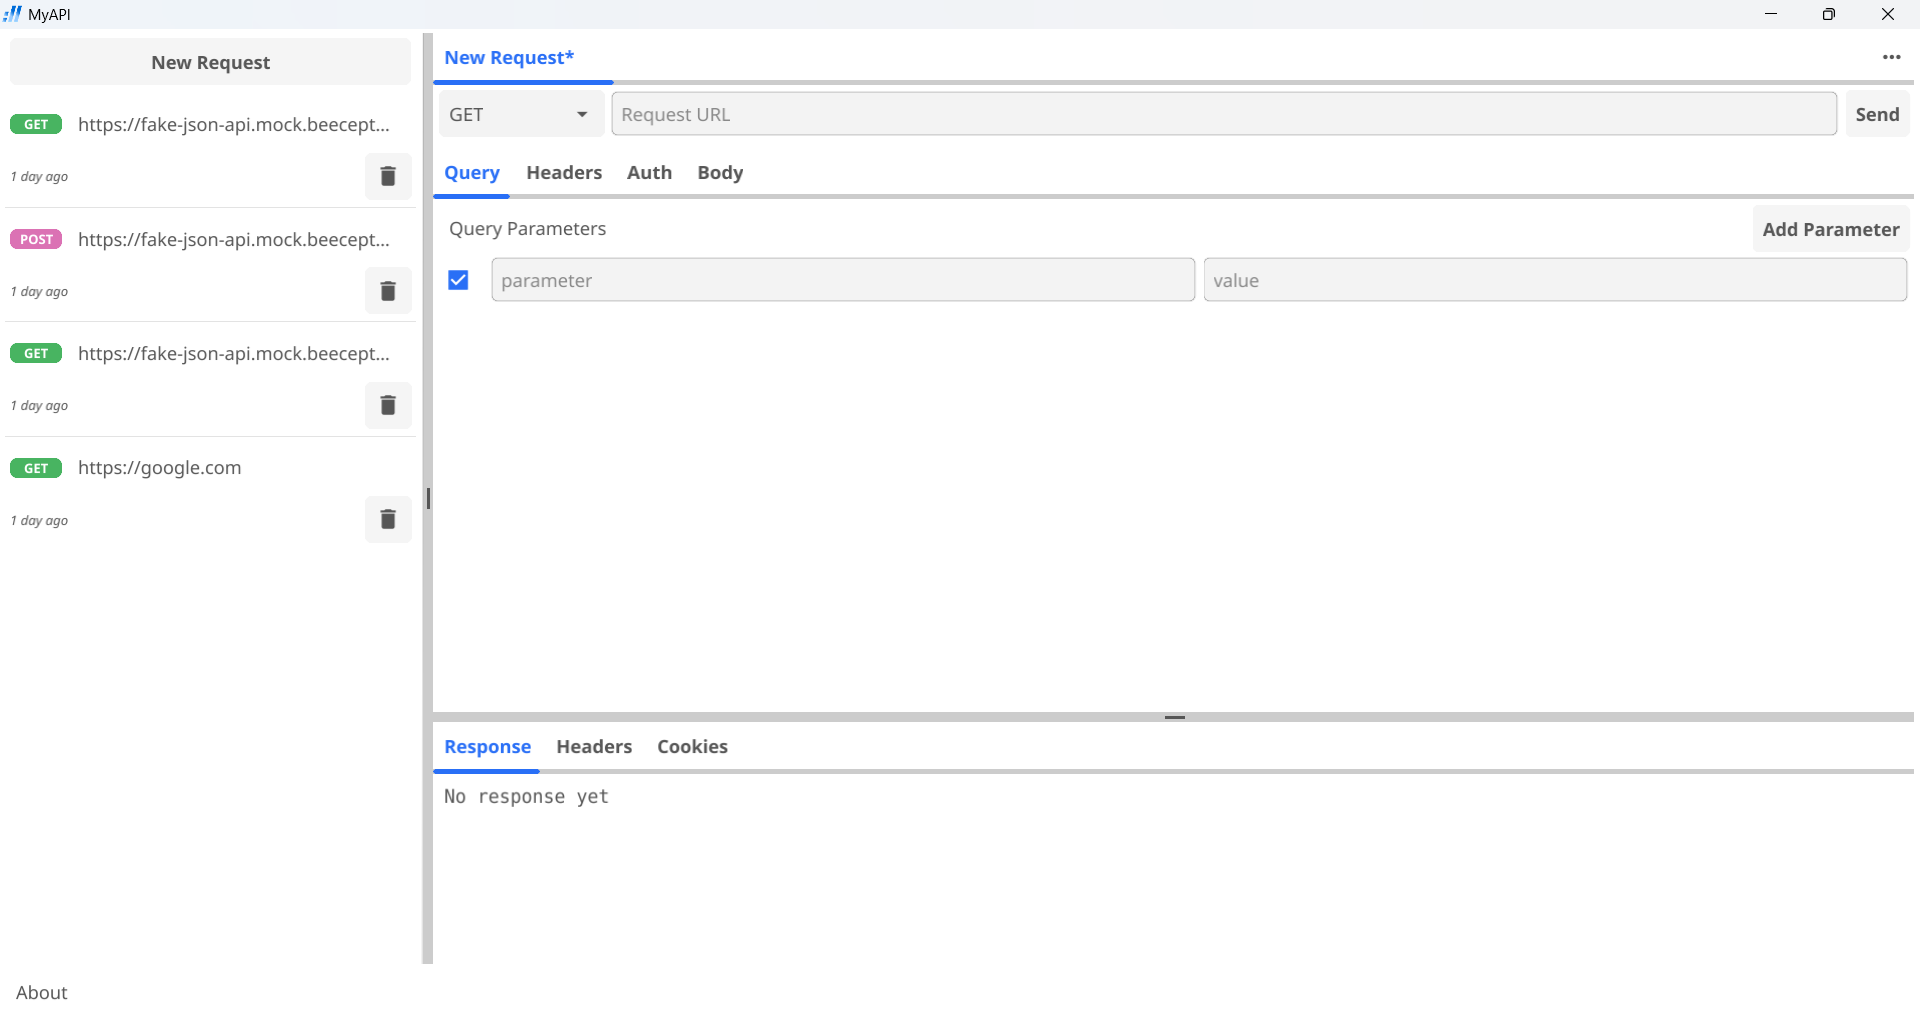 MyAPI
New Request
GET https://fake-json-api.mock.beecept...
1 day ago
POST https://fake-json-api.mock.beecept...
1 day ago
GET https://fake-json-api.mock.beecept...
1 day ago
GET https://google.com
1 day ago
New Request*
GET Request URL Send
Query Headers Auth Body
Query Parameters Add Parameter
parameter value
Response Headers Cookies
No response yet
About